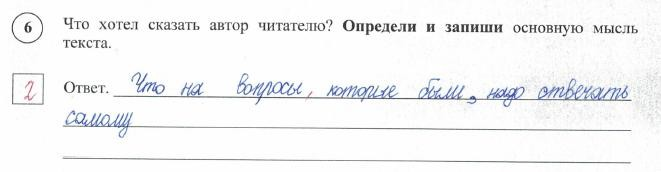 6 Что хотел сказать автор читателю? Определи и запиши основную мысль
текста.
2 Ответ. Что на вопросы, которые были, надо отвечать
самому